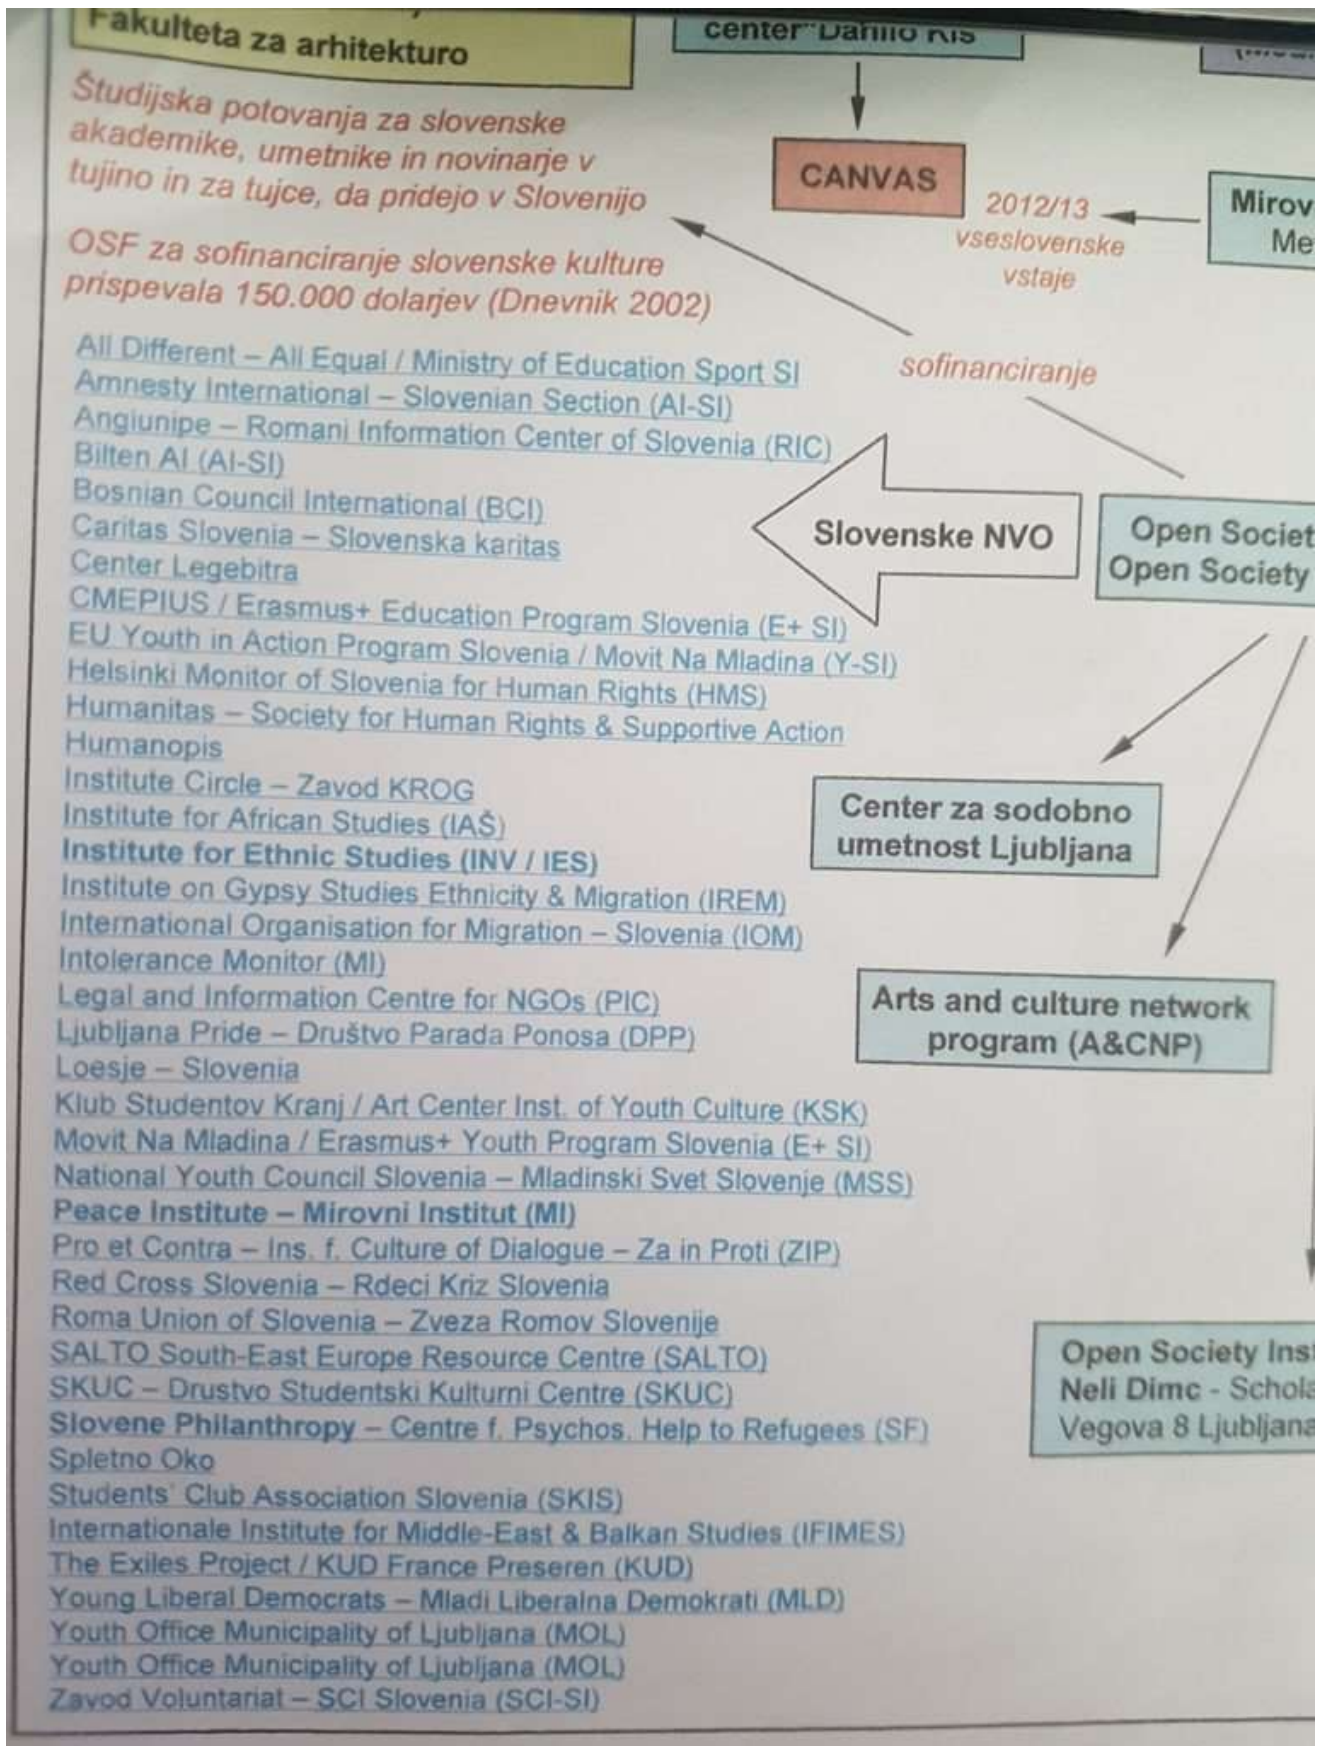 Fakulteta za arhitekturo
center "Danilo Kiš
Študijska potovanja za slovenske
akademike, umetnike in novinarje v
tujino in za tujce, da pridejo v Slovenijo
CANVAS
2012/13
vseslovenske
vstaje
Mirov
Me
OSF za sofinanciranje slovenske kulture
prispevala 150.000 dolarjev (Dnevnik 2002)
sofinanciranje
All Different – All Equal / Ministry of Education Sport SI
Amnesty International – Slovenian Section (AI-SI)
Angiunipe – Romani Information Center of Slovenia (RIC)
Bilten AI (AI-SI)
Bosnian Council International (BCI)
Caritas Slovenia – Slovenska karitas
Center Legebitra
CMEPIUS / Erasmus+ Education Program Slovenia (E+ SI)
EU Youth in Action Program Slovenia / Movit Na Mladina (Y-SI)
Helsinki Monitor of Slovenia for Human Rights (HMS)
Humanitas – Society for Human Rights & Supportive Action
Humanopis
Institute Circle – Zavod KROG
Institute for African Studies (IAŠ)
Institute for Ethnic Studies (INV / IES)
Institute on Gypsy Studies Ethnicity & Migration (IREM)
International Organisation for Migration – Slovenia (IOM)
Intolerance Monitor (MI)
Legal and Information Centre for NGOs (PIC)
Ljubljana Pride – Društvo Parada Ponosa (DPP)
Loesje – Slovenia
Klub Studentov Kranj / Art Center Inst. of Youth Culture (KSK)
Movit Na Mladina / Erasmus+ Youth Program Slovenia (E+ SI)
National Youth Council Slovenia – Mladinski Svet Slovenje (MSS)
Peace Institute – Mirovni Institut (MI)
Pro et Contra – Ins. f. Culture of Dialogue – Za in Proti (ZIP)
Red Cross Slovenia – Rdeci Kriz Slovenia
Roma Union of Slovenia – Zveza Romov Slovenije
SALTO South-East Europe Resource Centre (SALTO)
SKUC – Drustvo Studentski Kulturni Centre (SKUC)
Slovene Philanthropy – Centre f. Psychos. Help to Refugees (SF)
Spletno Oko
Students' Club Association Slovenia (SKIS)
Internationale Institute for Middle-East & Balkan Studies (IFIMES)
The Exiles Project / KUD France Preseren (KUD)
Young Liberal Democrats – Mladi Liberalna Demokrati (MLD)
Youth Office Municipality of Ljubljana (MOL)
Youth Office Municipality of Ljubljana (MOL)
Zavod Voluntariat – SCI Slovenia (SCI-SI)
Slovenske NVO
Open Societ
Open Society
Center za sodobno
umetnost Ljubljana
Arts and culture network
program (A&CNP)
Open Society Inst
Neli Dimc - Schola
Vegova 8 Ljubljana